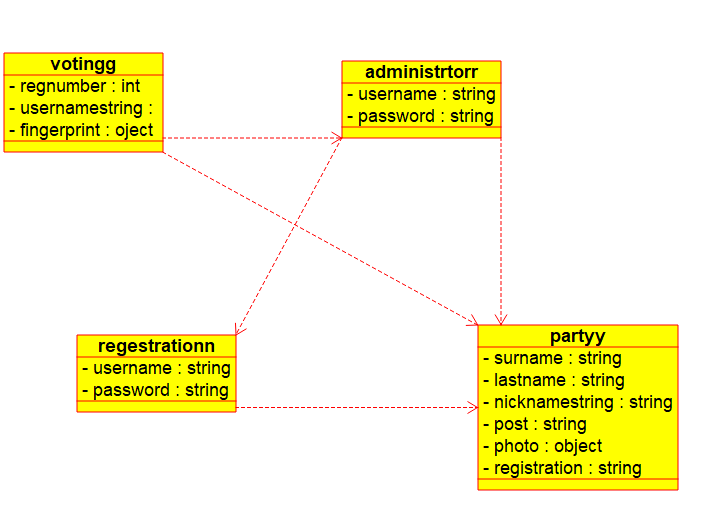 votingg
- regnumber : int
- usernamestring :
- fingerprint : oject
administrtorr
- username : string
- password : string
regestrationn
- username : string
- password : string
partyy
- surname : string
- lastname : string
- nicknamestring : string
- post : string
- photo : object
- registration : string